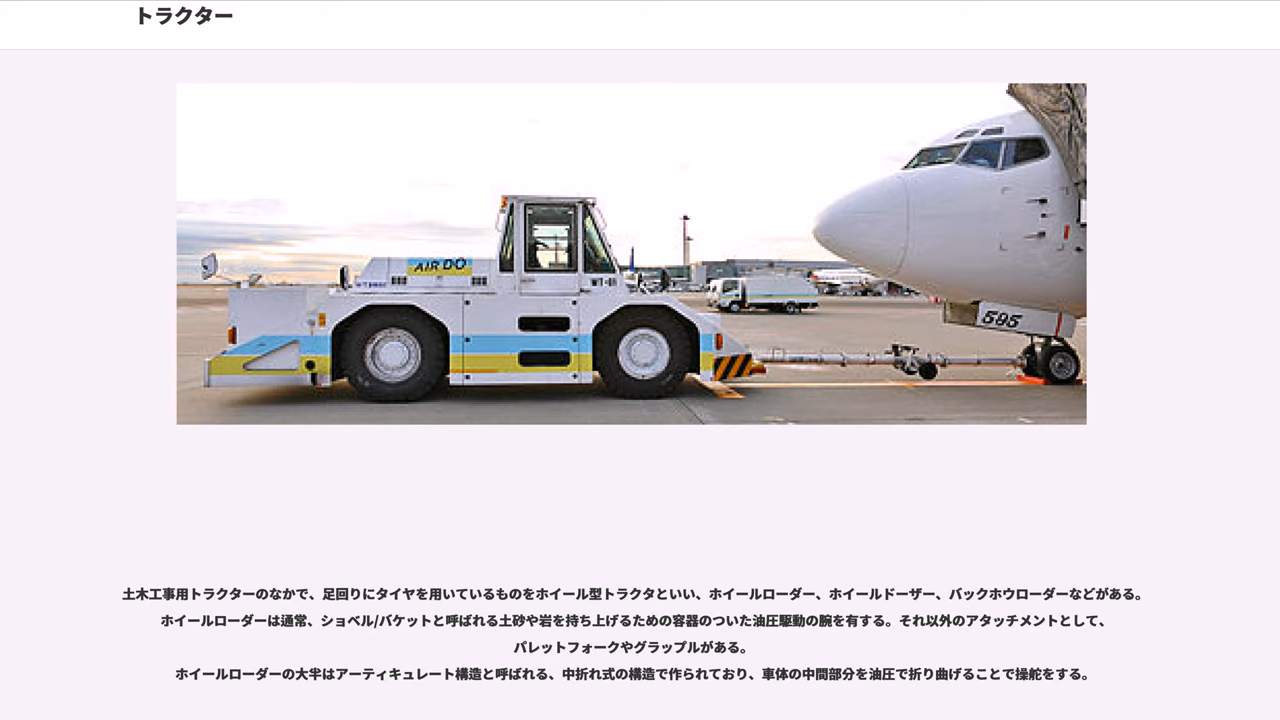 トラクター
AIR DO
WT-61
595
土木工事用トラクターのなかで、足回りにタイヤを用いているものをホイール型トラクタといい、ホイールローダー、ホイールドーザー、バックホウローダーなどがある。
ホイールローダーは通常、ショベル/バケットと呼ばれる土砂や岩を持ち上げるための容器のついた油圧駆動の腕を有する。それ以外のアタッチメントとして、
パレットフォークやグラップルがある。
ホイールローダーの大半はアーティキュレート構造と呼ばれる、中折れ式の構造で作られており、車体の中間部分を油圧で折り曲げることで操舵をする。